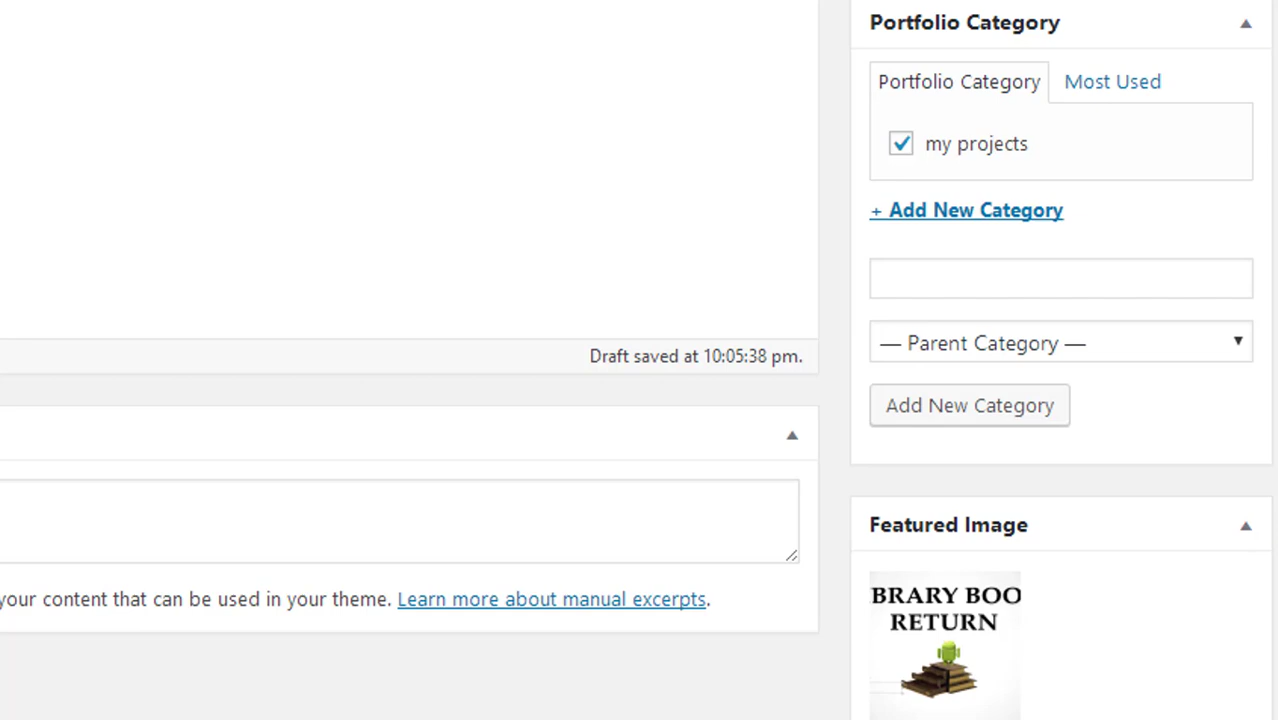 Portfolio Category
Portfolio Category Most Used
my projects
+ Add New Category
— Parent Category —
Add New Category
Draft saved at 10:05:38 pm.
your content that can be used in your theme. Learn more about manual excerpts.
Featured Image
BRARY BOO
RETURN